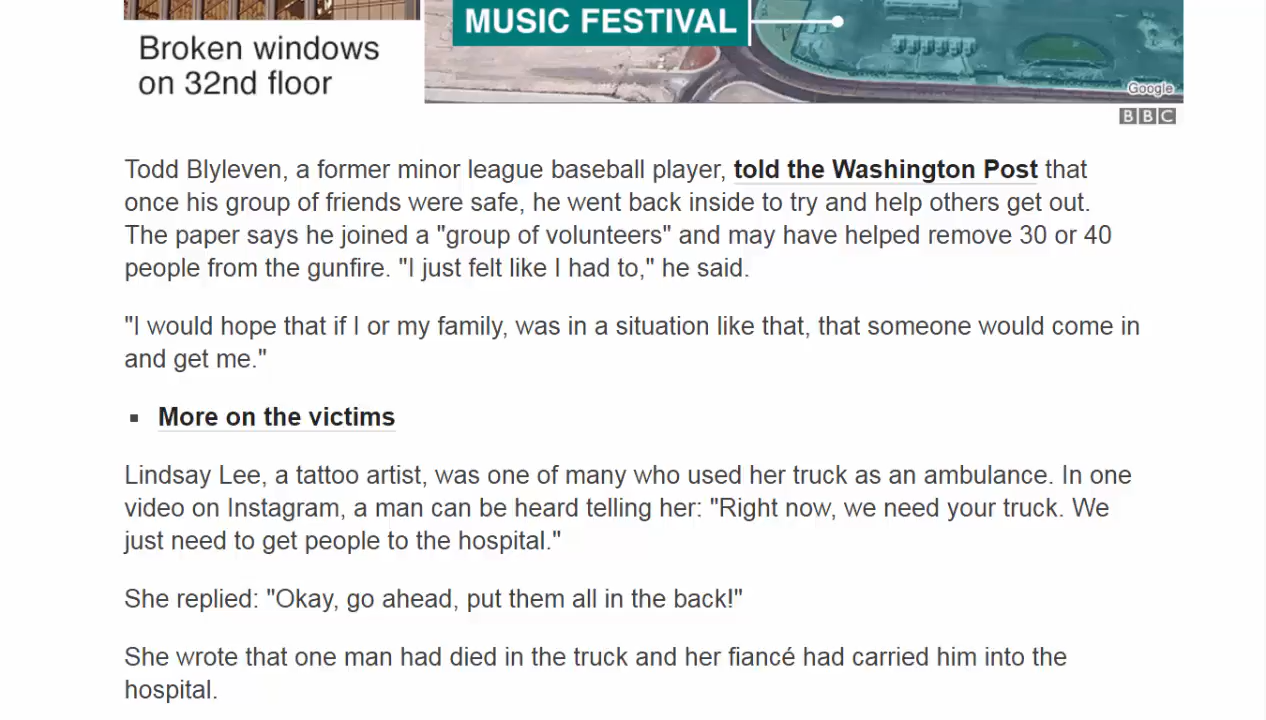 MUSIC FESTIVAL
Broken windows
on 32nd floor
Google
BBC
Todd Blyleven, a former minor league baseball player, told the Washington Post that
once his group of friends were safe, he went back inside to try and help others get out.
The paper says he joined a "group of volunteers" and may have helped remove 30 or 40
people from the gunfire. "I just felt like I had to," he said.
"I would hope that if I or my family, was in a situation like that, that someone would come in
and get me."
▪ More on the victims
Lindsay Lee, a tattoo artist, was one of many who used her truck as an ambulance. In one
video on Instagram, a man can be heard telling her: "Right now, we need your truck. We
just need to get people to the hospital."
She replied: "Okay, go ahead, put them all in the back!"
She wrote that one man had died in the truck and her fiancé had carried him into the
hospital.